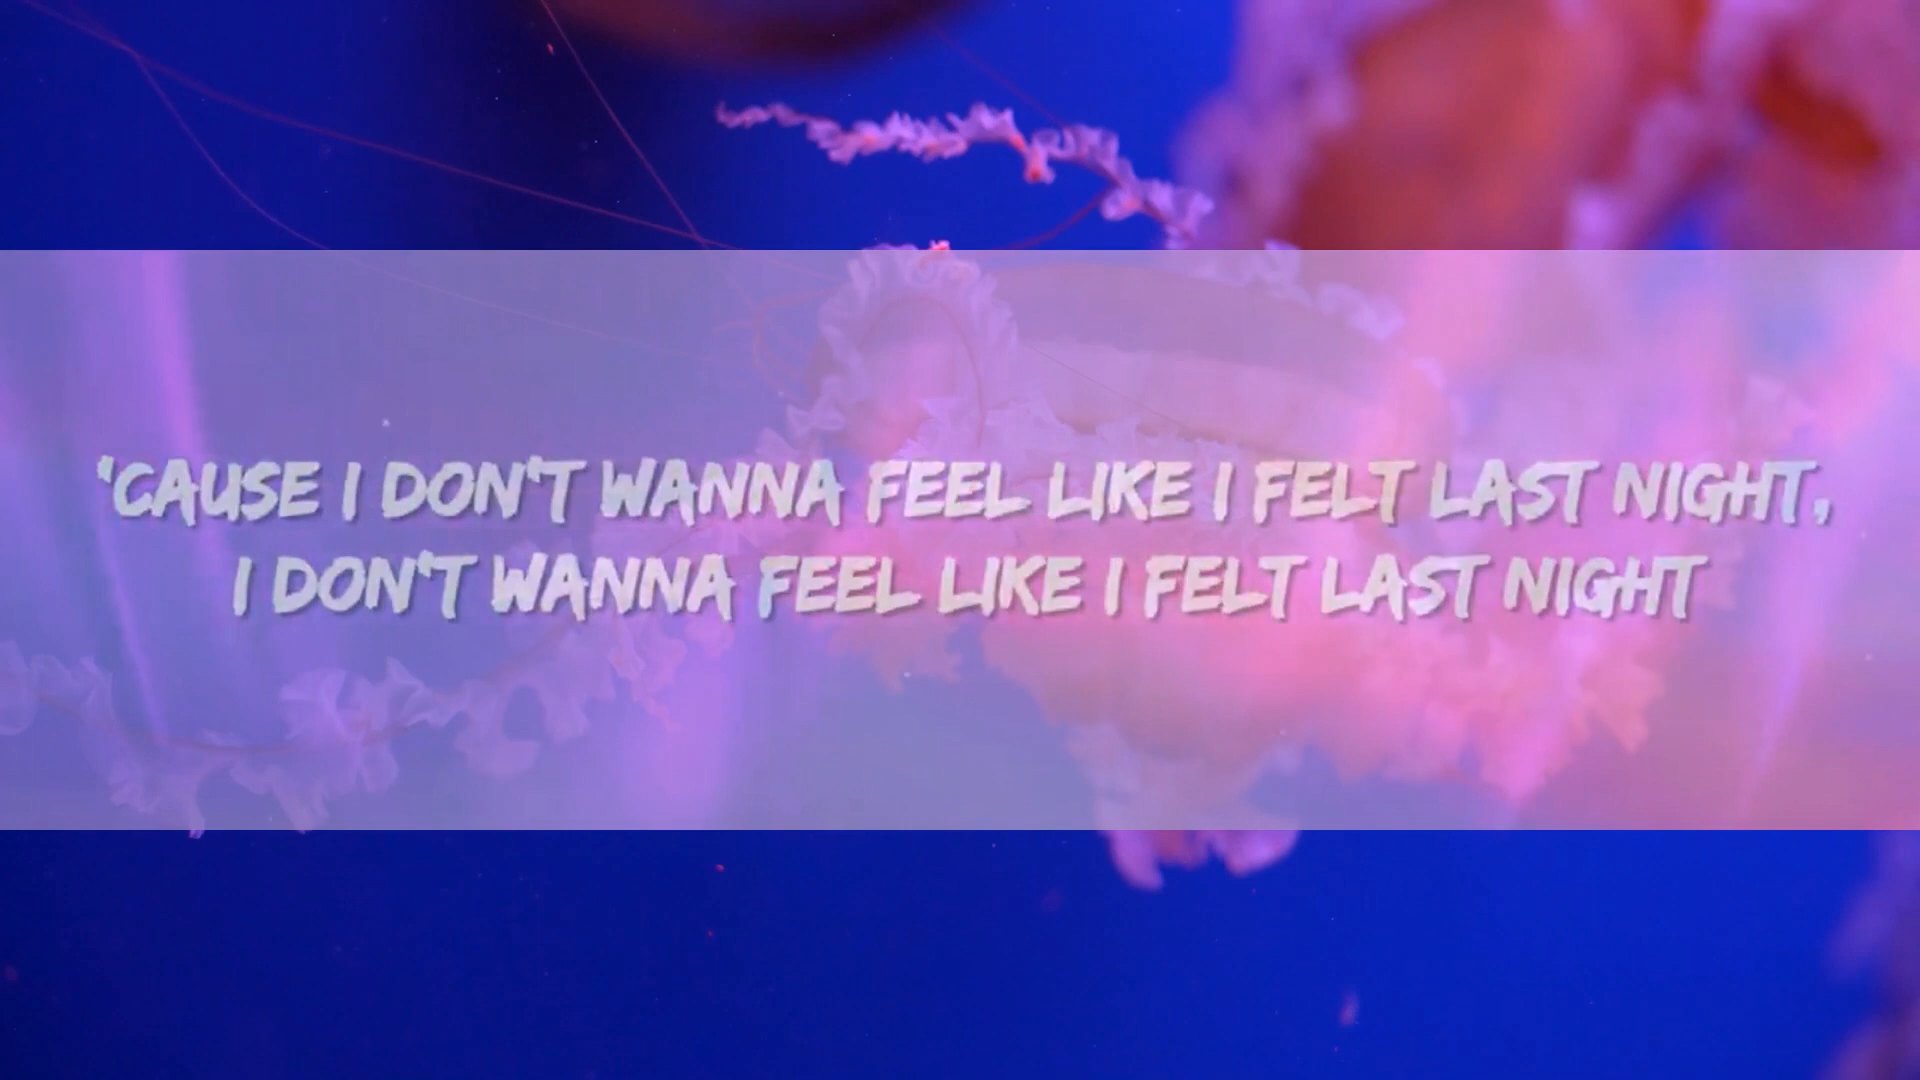 'CAUSE I DON'T WANNA FEEL LIKE I FELT LAST NIGHT,
I DON'T WANNA FEEL LIKE I FELT LAST NIGHT